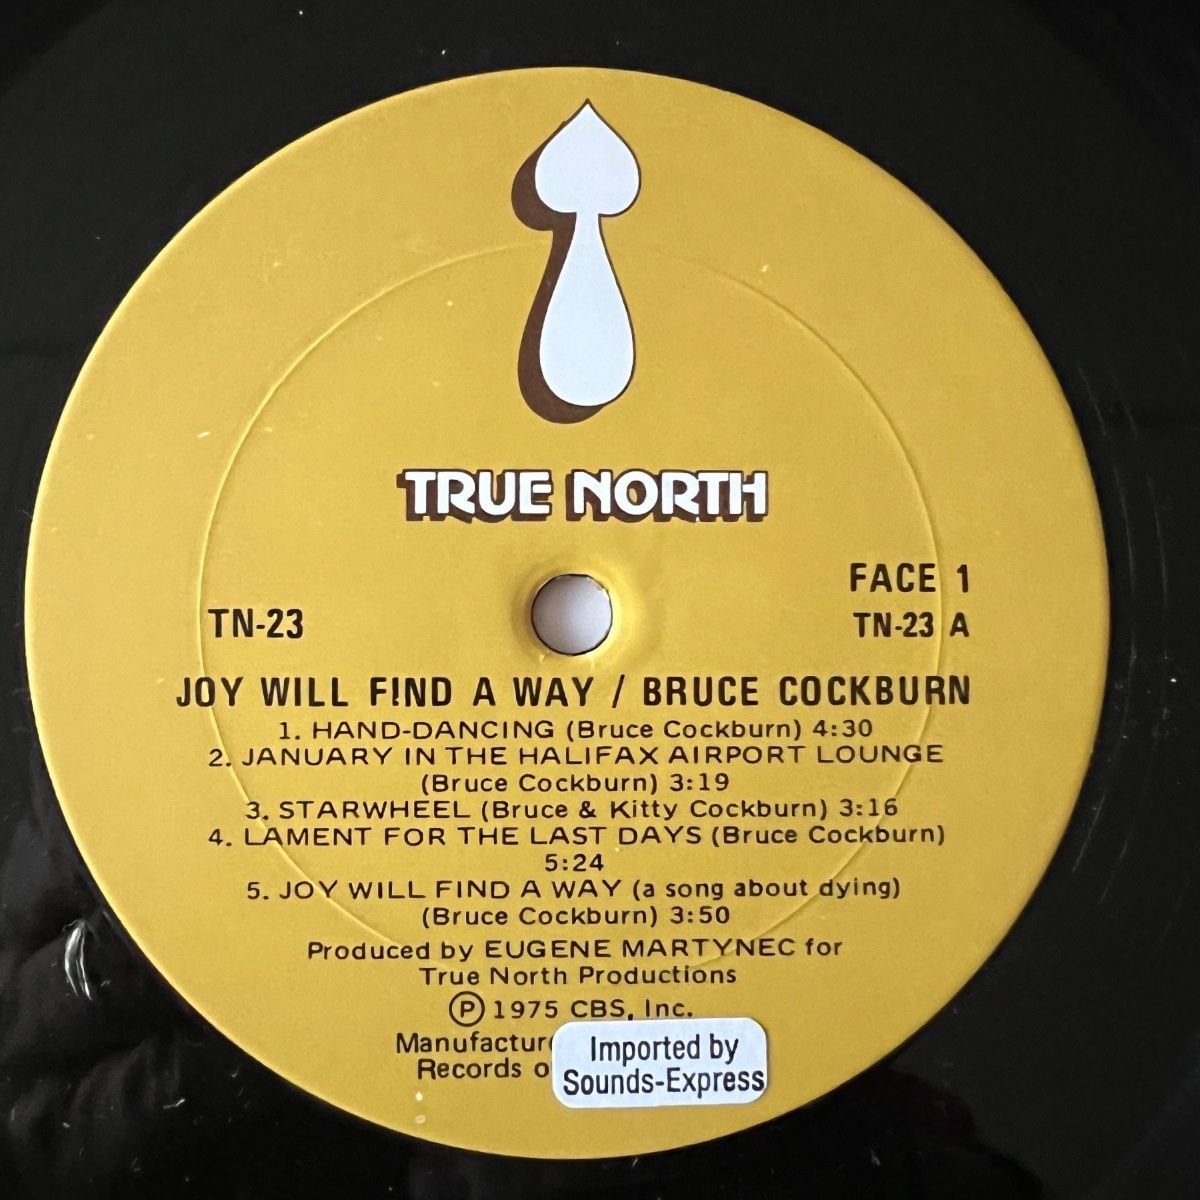 TRUE NORTH
FACE 1
TN-23
TN-23 A
JOY WILL FIND A WAY / BRUCE COCKBURN
1. HAND-DANCING (Bruce Cockburn) 4:30
2. JANUARY IN THE HALIFAX AIRPORT LOUNGE
(Bruce Cockburn) 3:19
3. STARWHEEL (Bruce & Kitty Cockburn) 3:16
4. LAMENT FOR THE LAST DAYS (Bruce Cockburn)
5:24
5. JOY WILL FIND A WAY (a song about dying)
(Bruce Cockburn) 3:50
Produced by EUGENE MARTYNEC for
True North Productions
Ⓟ 1975 CBS, Inc.
Records
Imported by
Sounds-Express